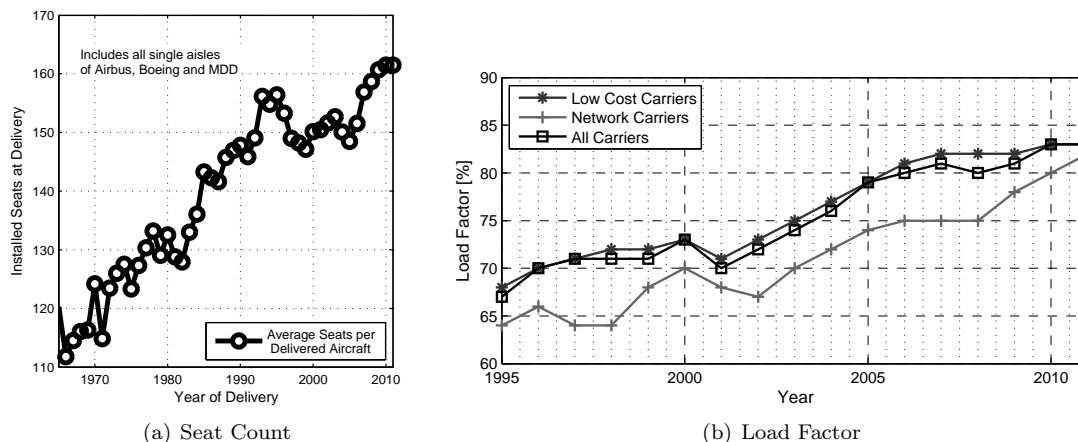 170
160
150
140
130
120
110
Installed Seats at Delivery
Includes all single aisles
of Airbus, Boeing and MDD
Average Seats per
Delivered Aircraft
1970 1980 1990 2000 2010
Year of Delivery
(a) Seat Count
90
85
80
75
70
65
60
Load Factor [%]
Low Cost Carriers
Network Carriers
All Carriers
1995 2000 2005 2010
Year
(b) Load Factor